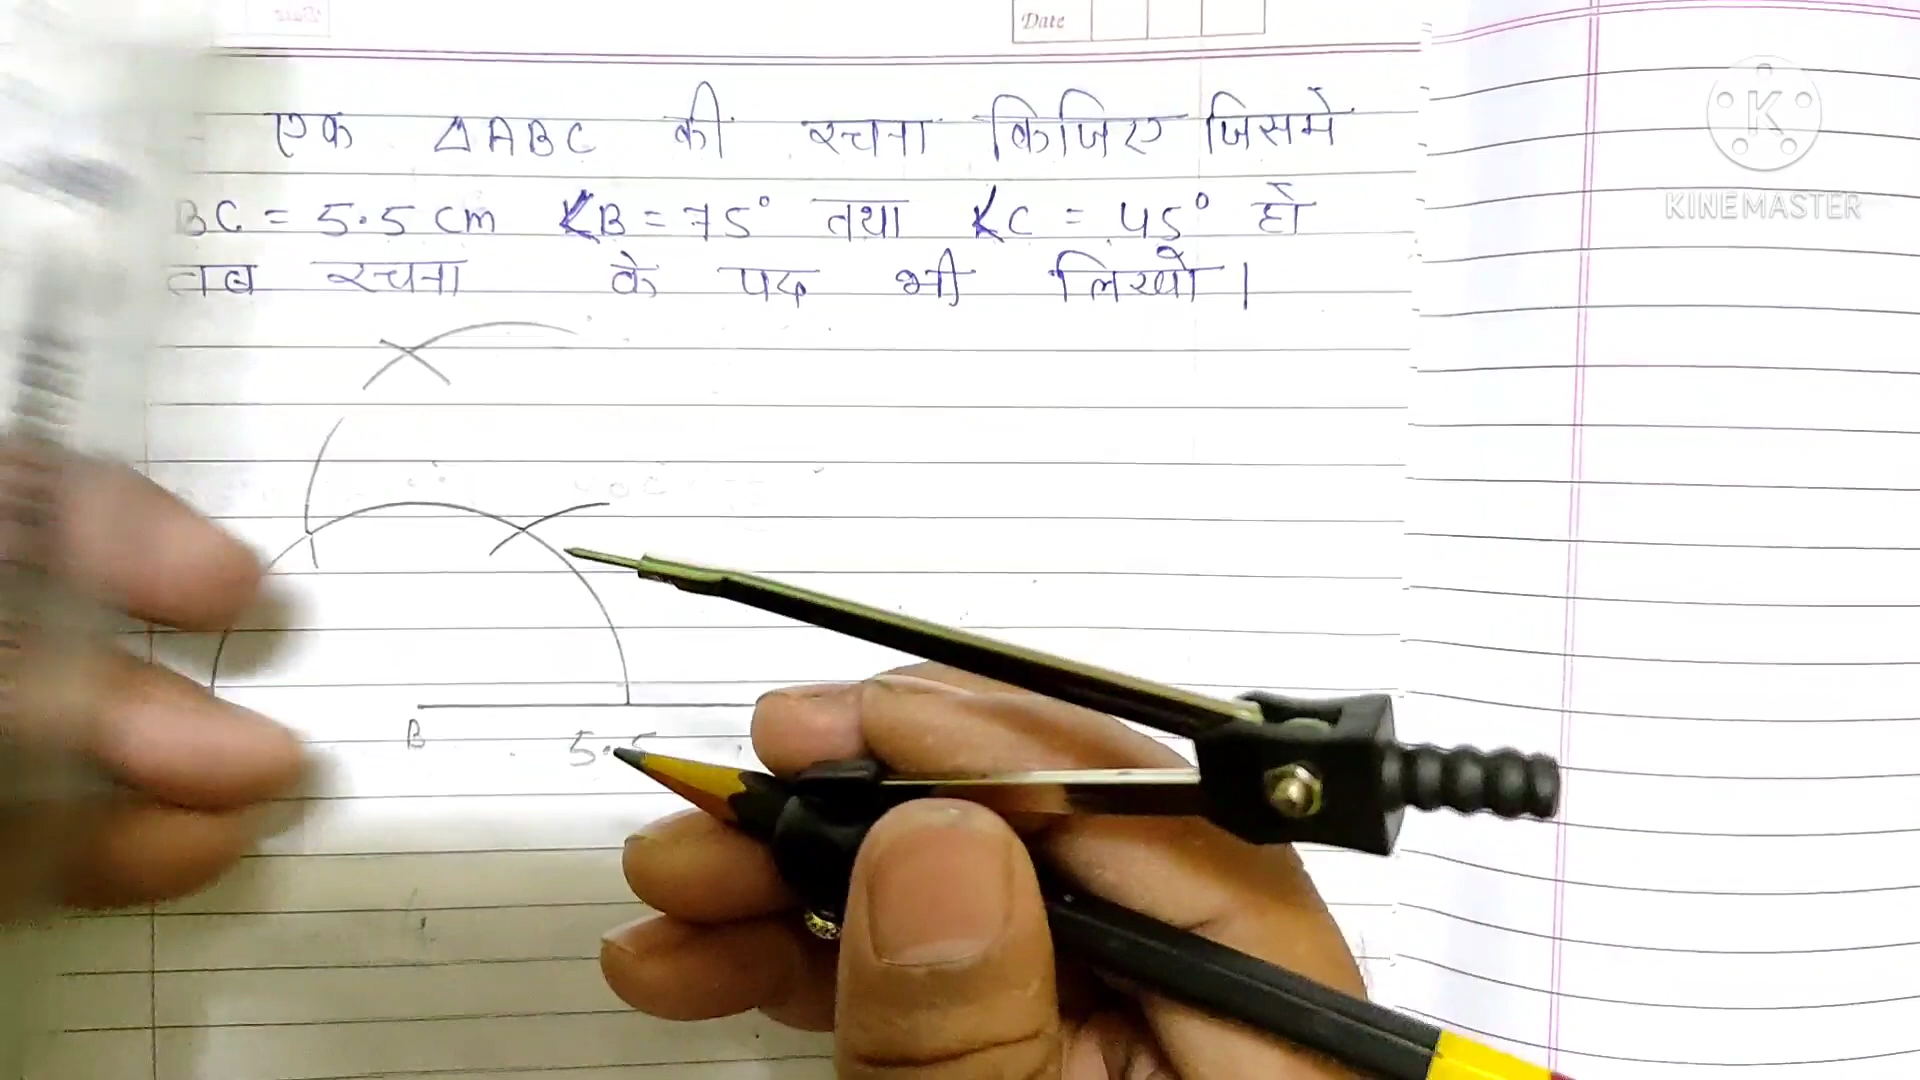 Date
एक △ABC की रचना किजिए जिसमे
BC = 5.5 cm ∠B = 75° तथा ∠C = 45° हो
तब रचना के पद भी लिखो।
K
KINEMASTER
B
5.5